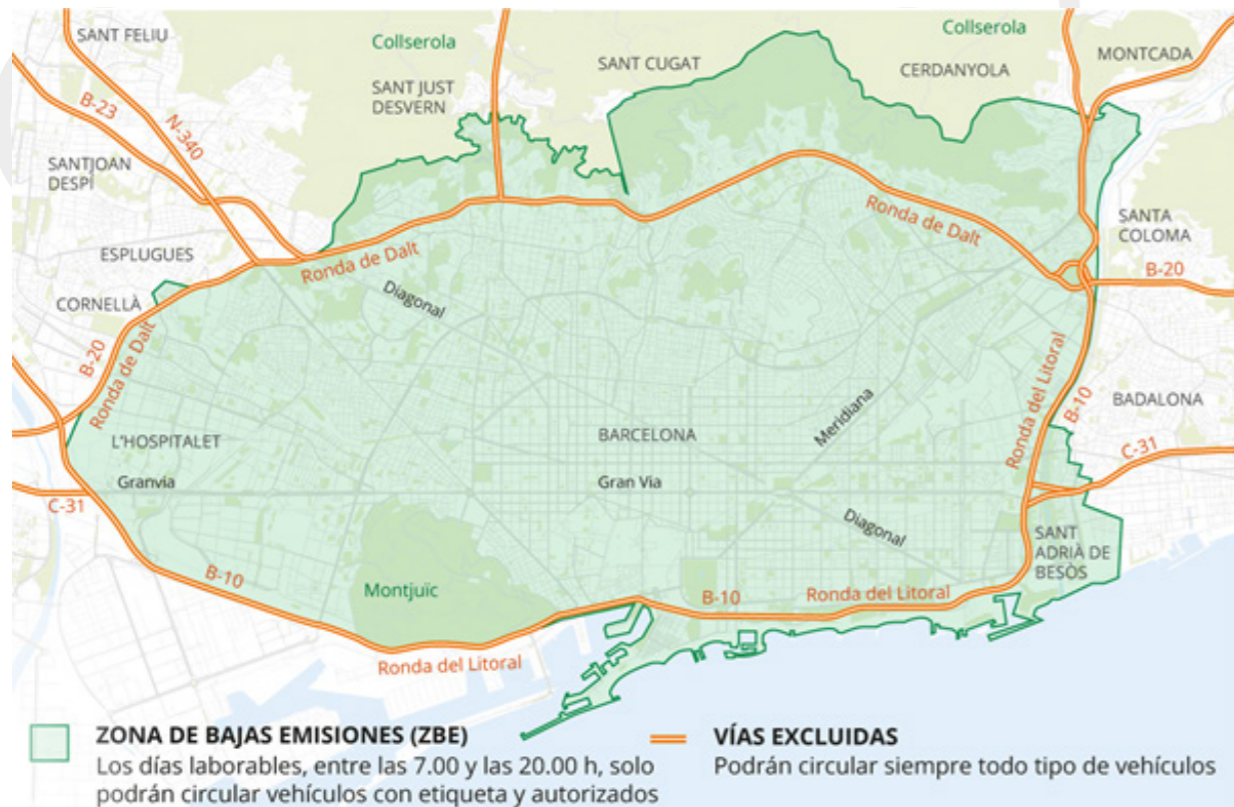 SANT FELIU
Collserola
Collserola
SANT CUGAT
CERDANYOLA
MONTCADA
SANT JUST
DESVERN
B-23
N-340
SANTJOAN
DESPÍ
Ronda de Dalt
SANTA
COLOMA
ESPLUGUES
Ronda de Dalt
B-20
CORNELLÀ
Diagonal
B-20
Ronda de Dalt
Ronda del Litoral
B-10
Meridiana
BADALONA
L'HOSPITALET
BARCELONA
C-31
Granvia
Gran Via
C-31
Diagonal
SANT
ADRIÀ DE
BESÒS
B-10
Montjuïc
B-10
Ronda del Litoral
Ronda del Litoral
ZONA DE BAJAS EMISIONES (ZBE)
Los días laborables, entre las 7.00 y las 20.00 h, solo
podrán circular vehículos con etiqueta y autorizados
VÍAS EXCLUIDAS
Podrán circular siempre todo tipo de vehículos